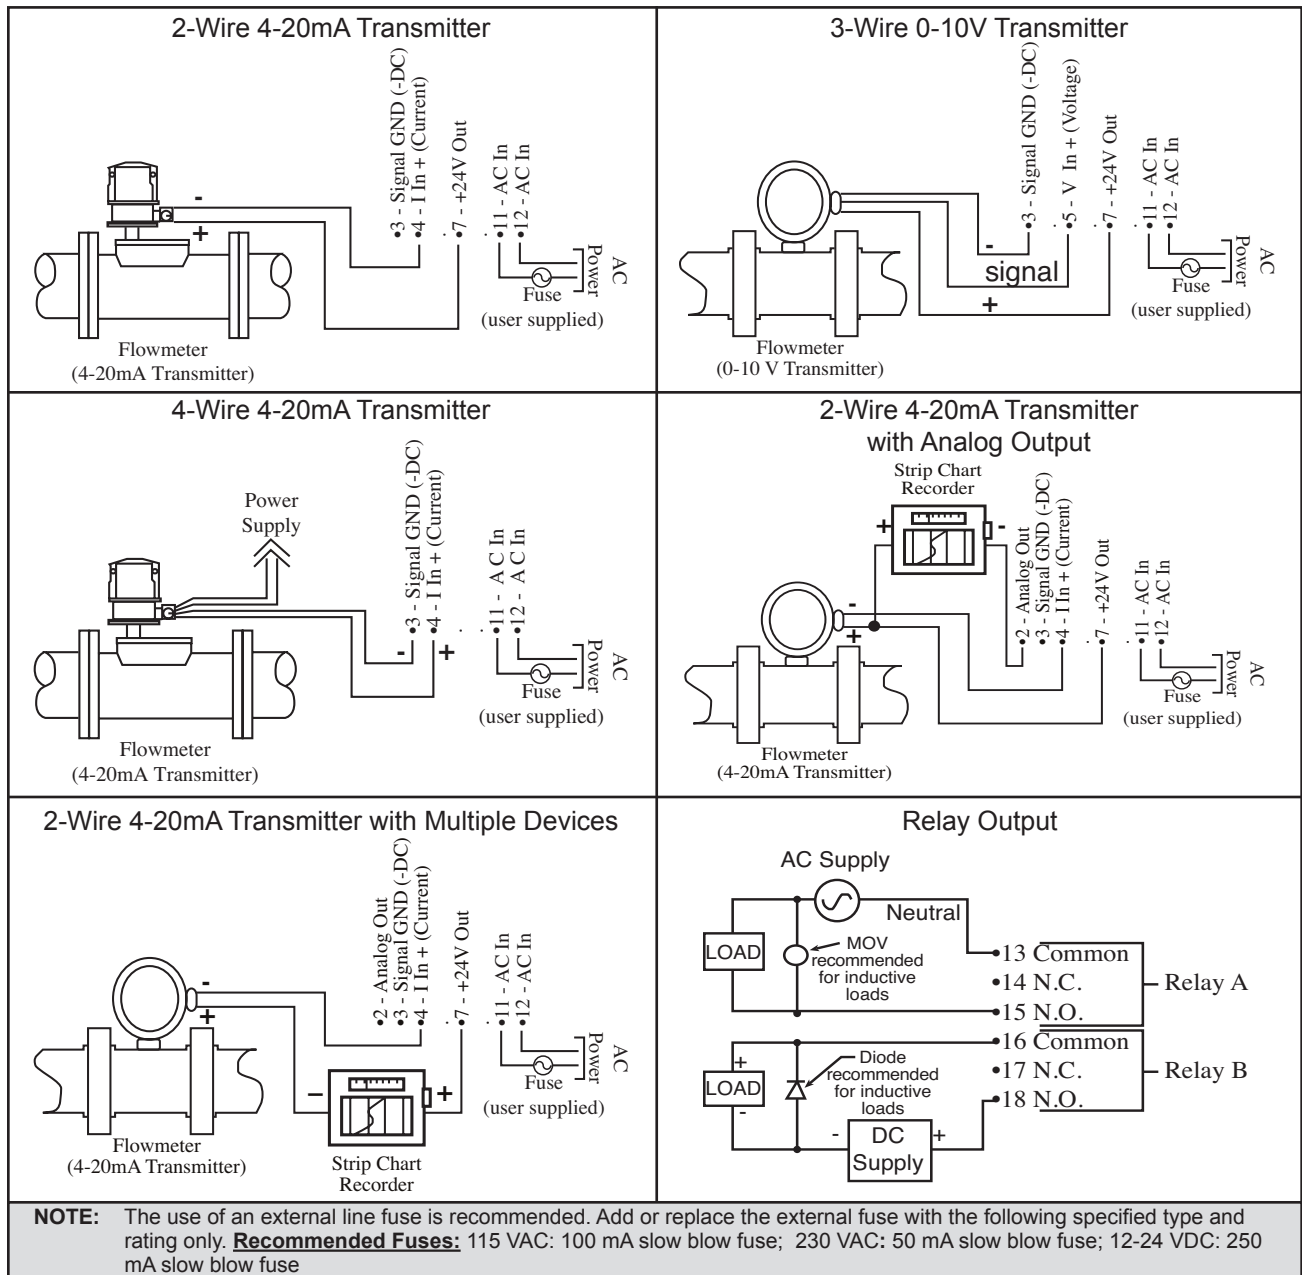 2-Wire 4-20mA Transmitter
3 - Signal GND (-DC)
4 - I In + (Current)
7 - +24V Out
11 - AC In
12 - AC In
-
+
AC
Power
Fuse
(user supplied)
Flowmeter
(4-20mA Transmitter)
3-Wire 0-10V Transmitter
3 - Signal GND (-DC)
5 - V In + (Voltage)
7 - +24V Out
11 - AC In
12 - AC In
-
signal
+
AC
Power
Fuse
(user supplied)
Flowmeter
(0-10 V Transmitter)
4-Wire 4-20mA Transmitter
Power
Supply
3 - Signal GND (-DC)
4 - I In + (Current)
11 - AC In
12 - AC In
-
+
AC
Power
Fuse
(user supplied)
Flowmeter
(4-20mA Transmitter)
2-Wire 4-20mA Transmitter
with Analog Output
Strip Chart
Recorder
+
-
2 - Analog Out
3 - Signal GND (-DC)
4 - I In + (Current)
7 - +24V Out
11 - AC In
12 - AC In
-
+
AC
Power
Fuse
(user supplied)
Flowmeter
(4-20mA Transmitter)
2-Wire 4-20mA Transmitter with Multiple Devices
2 - Analog Out
3 - Signal GND (-DC)
4 - I In + (Current)
7 - +24V Out
11 - AC In
12 - AC In
-
+
AC
Power
Fuse
(user supplied)
–
+
Flowmeter
(4-20mA Transmitter)
Strip Chart
Recorder
Relay Output
AC Supply
Neutral
LOAD
MOV
recommended
for inductive
loads
13 Common
14 N.C.
15 N.O.
Relay A
16 Common
17 N.C.
18 N.O.
Relay B
+
LOAD
-
Diode
recommended
for inductive
loads
-
DC
Supply
+
NOTE: The use of an external line fuse is recommended. Add or replace the external fuse with the following specified type and
rating only. Recommended Fuses: 115 VAC: 100 mA slow blow fuse; 230 VAC: 50 mA slow blow fuse; 12-24 VDC: 250
mA slow blow fuse